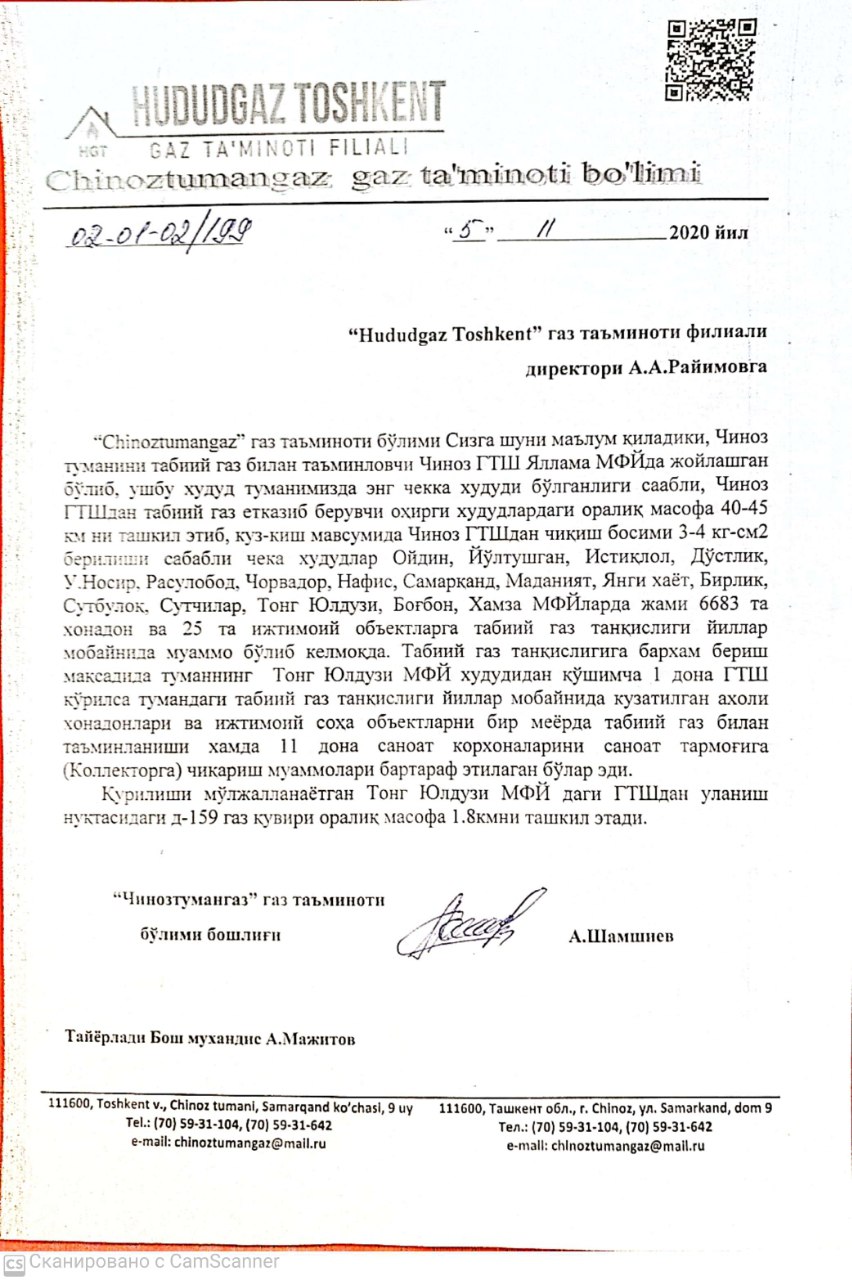 HUDUDGAZ TOSHKENT
HGT GAZ TA'MINOTI FILIALI
Chinoztumangaz gaz ta'minoti bo'limi
02-01-02/199 “5” 11 2020 йил
“Hududgaz Toshkent” газ таъминоти филиали
директори А.А.Райимовга
“Chinoztumangaz” газ таъминоти бўлими Сизга шуни маълум қиладики, Чиноз
туманини табиий газ билан таъминловчи Чиноз ГТШ Яллама МФЙда жойлашган
бўлиб, ушбу худуд туманимизда энг чекка худуди бўлганлиги саабли, Чиноз
ГТШдан табиий газ етказиб берувчи охирги худудлардаги оралиқ масофа 40-45
км ни ташкил этиб, куз-киш мавсумида Чиноз ГТШдан чиқиш босими 3-4 кг-см2
берилиши сабабли чека худудлар Ойдин, Йўлтушган, Истиқлол, Дўстлик,
У.Носир, Расулобод, Чорвадор, Нафис, Самарқанд, Маданият, Янги хаёт, Бирлик,
Сутбулоқ, Сутчилар, Тонг Юлдузи, Боғбон, Хамза МФЙларда жами 6683 та
хонадон ва 25 та ижтимоий объектларга табиий газ танқислиги йиллар
мобайнида муаммо бўлиб келмоқда. Табиий газ танқислигига бархам бериш
мақсадида туманнинг Тонг Юлдузи МФЙ худудидан қўшимча 1 дона ГТШ
қўрилса тумандаги табиий газ танқислиги йиллар мобайнида кузатилган ахоли
хонадонлари ва ижтимоий соҳа объектларни бир меёрда табиий газ билан
таъминланиши хамда 11 дона саноат корхоналарини саноат тармоғига
(Коллекторга) чикариш муаммолари бартараф этилаган бўлар эди.
Қурилиши мўлжалланаётган Тонг Юлдузи МФЙ даги ГТШдан уланиш
нуқтасидаги д-159 газ қувири оралиқ масофа 1.8кмни ташкил этади.
“Чинозтумангаз” газ таъминоти
бўлими бошлиғи А.Шамшиев
Тайёрлади Бош мухандис А.Мажитов
111600, Toshkent v., Chinoz tumani, Samarqand ko‘chasi, 9 uy
Tel.: (70) 59-31-104, (70) 59-31-642
e-mail: chinoztumangaz@mail.ru
111600, Ташкент обл., г. Chinoz, ул. Samarkand, dom 9
Тел.: (70) 59-31-104, (70) 59-31-642
e-mail: chinoztumangaz@mail.ru
CS Сканировано с CamScanner